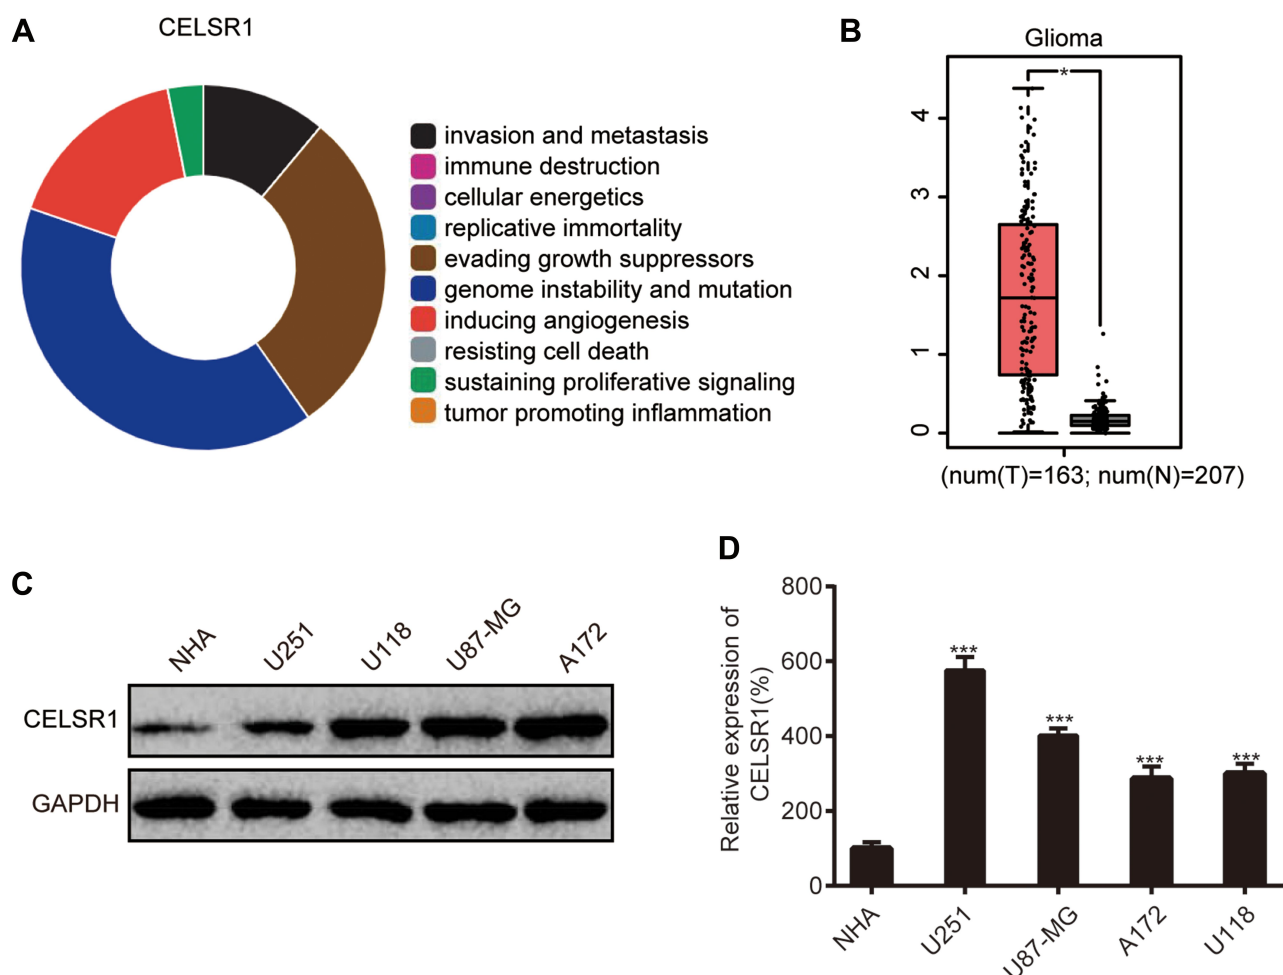 A
CELSR1
invasion and metastasis
immune destruction
cellular energetics
replicative immortality
evading growth suppressors
genome instability and mutation
inducing angiogenesis
resisting cell death
sustaining proliferative signaling
tumor promoting inflammation
B
Glioma
*
4
3
2
1
0
(num(T)=163; num(N)=207)
C
NHA
U251
U118
U87-MG
A172
CELSR1
GAPDH
D
Relative expression of
CELSR1(%)
800
600
400
200
0
***
***
***
***
NHA
U251
U87-MG
A172
U118